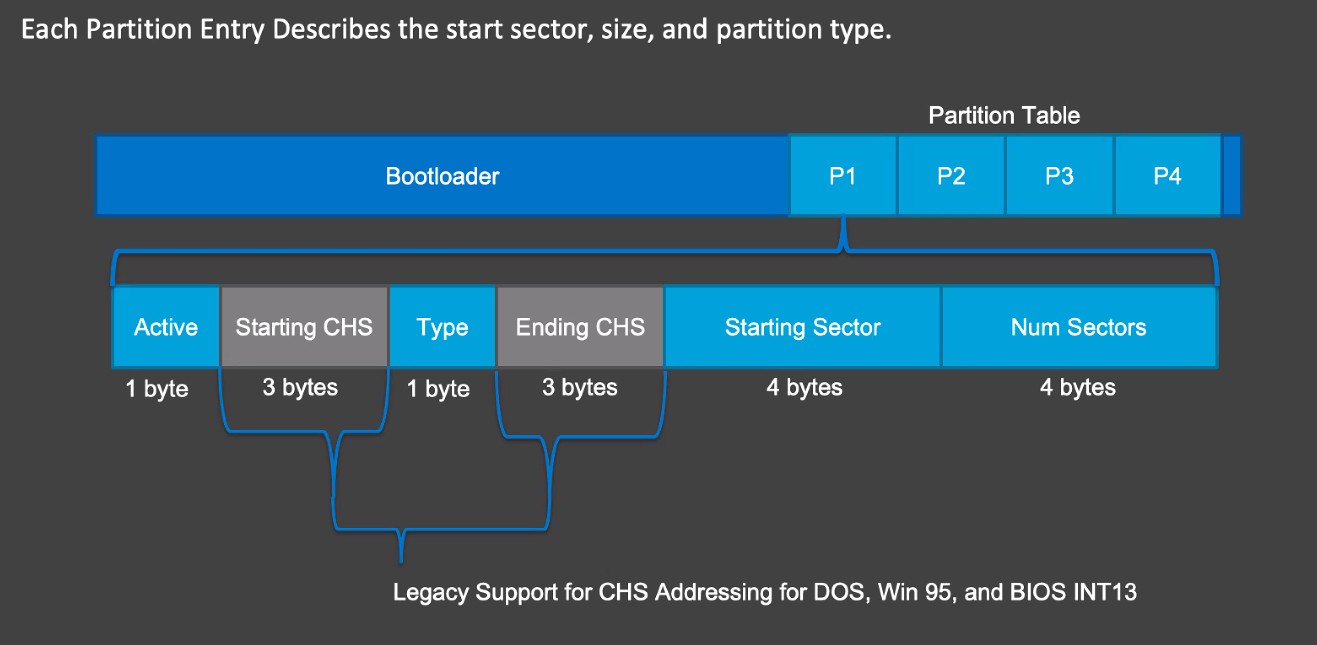 Each Partition Entry Describes the start sector, size, and partition type.
Partition Table
Bootloader
P1
P2
P3
P4
Active
Starting CHS
Type
Ending CHS
Starting Sector
Num Sectors
1 byte
3 bytes
1 byte
3 bytes
4 bytes
4 bytes
Legacy Support for CHS Addressing for DOS, Win 95, and BIOS INT13